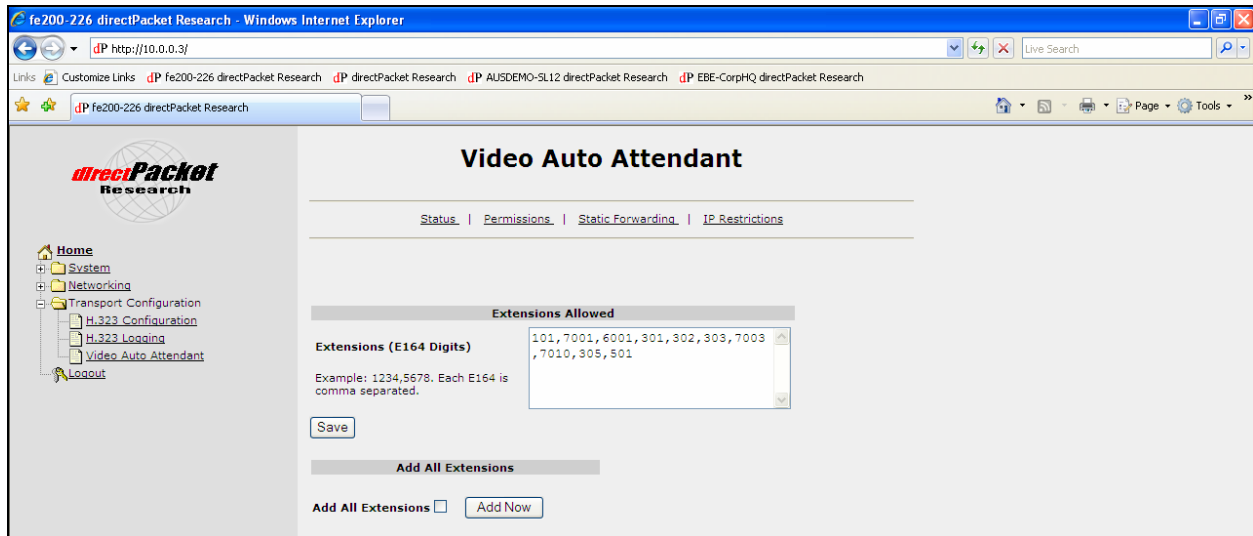 fe200-226 directPacket Research - Windows Internet Explorer
dP http://10.0.0.3/
Live Search
Links Customize Links dP fe200-226 directPacket Research dP directPacket Research dP AUSDEMO-SL12 directPacket Research dP EBE-CorpHQ directPacket Research
dP fe200-226 directPacket Research
Page Tools »
directPacket
Research
Video Auto Attendant
Status | Permissions | Static Forwarding | IP Restrictions
Home
System
Networking
Transport Configuration
H.323 Configuration
H.323 Logging
Video Auto Attendant
Logout
Extensions Allowed
Extensions (E164 Digits)
Example: 1234,5678. Each E164 is
comma separated.
101,7001,6001,301,302,303,7003
,7010,305,501
Save
Add All Extensions
Add All Extensions Add Now